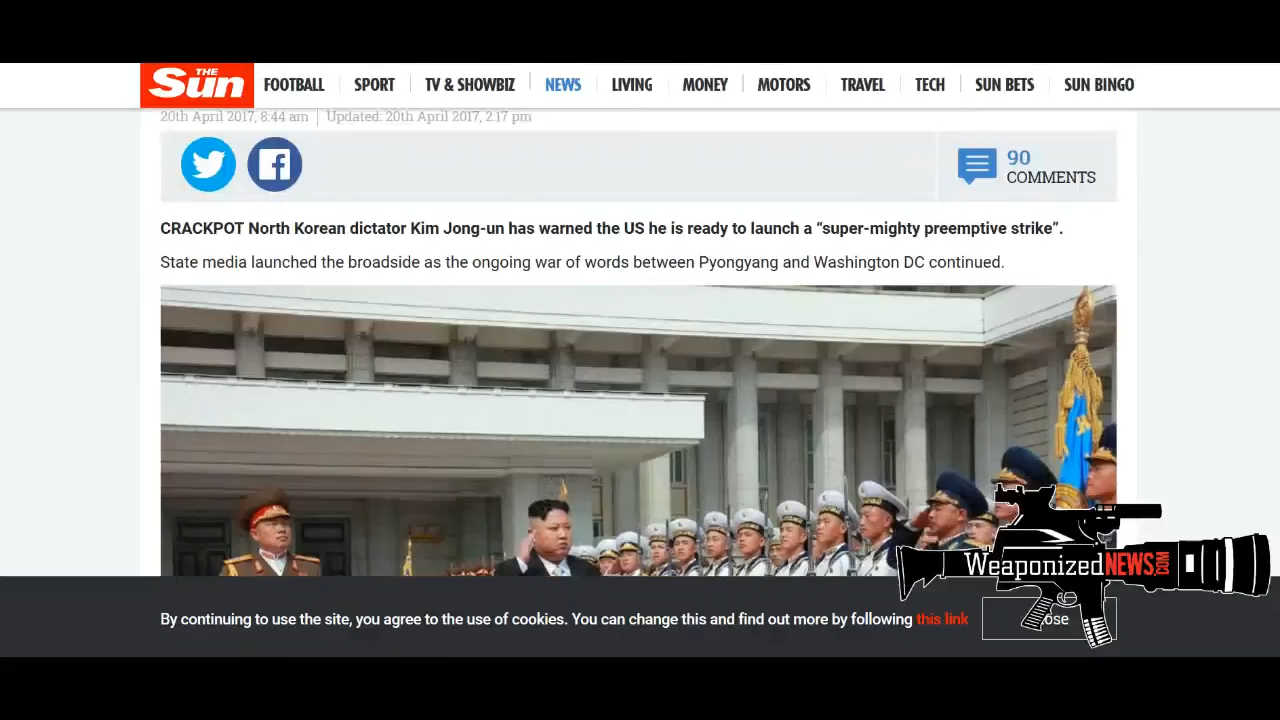 THE Sun FOOTBALL SPORT TV & SHOWBIZ NEWS LIVING MONEY MOTORS TRAVEL TECH SUN BETS SUN BINGO
20th April 2017, 8:44 am Updated: 20th April 2017, 2:17 pm
90
COMMENTS
CRACKPOT North Korean dictator Kim Jong-un has warned the US he is ready to launch a “super-mighty preemptive strike”.
State media launched the broadside as the ongoing war of words between Pyongyang and Washington DC continued.
WeaponizedNEWS.COM
By continuing to use the site, you agree to the use of cookies. You can change this and find out more by following this link